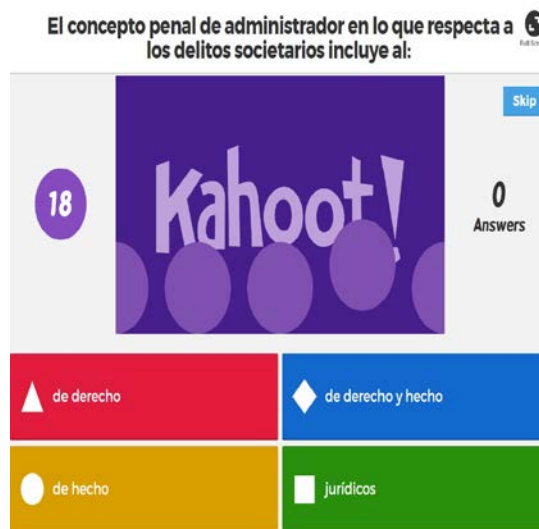 El concepto penal de administrador en lo que respecta a
los delitos societarios incluye al:
Skip
18
Kahoot!
0
Answers
de derecho
de derecho y hecho
de hecho
jurídicos